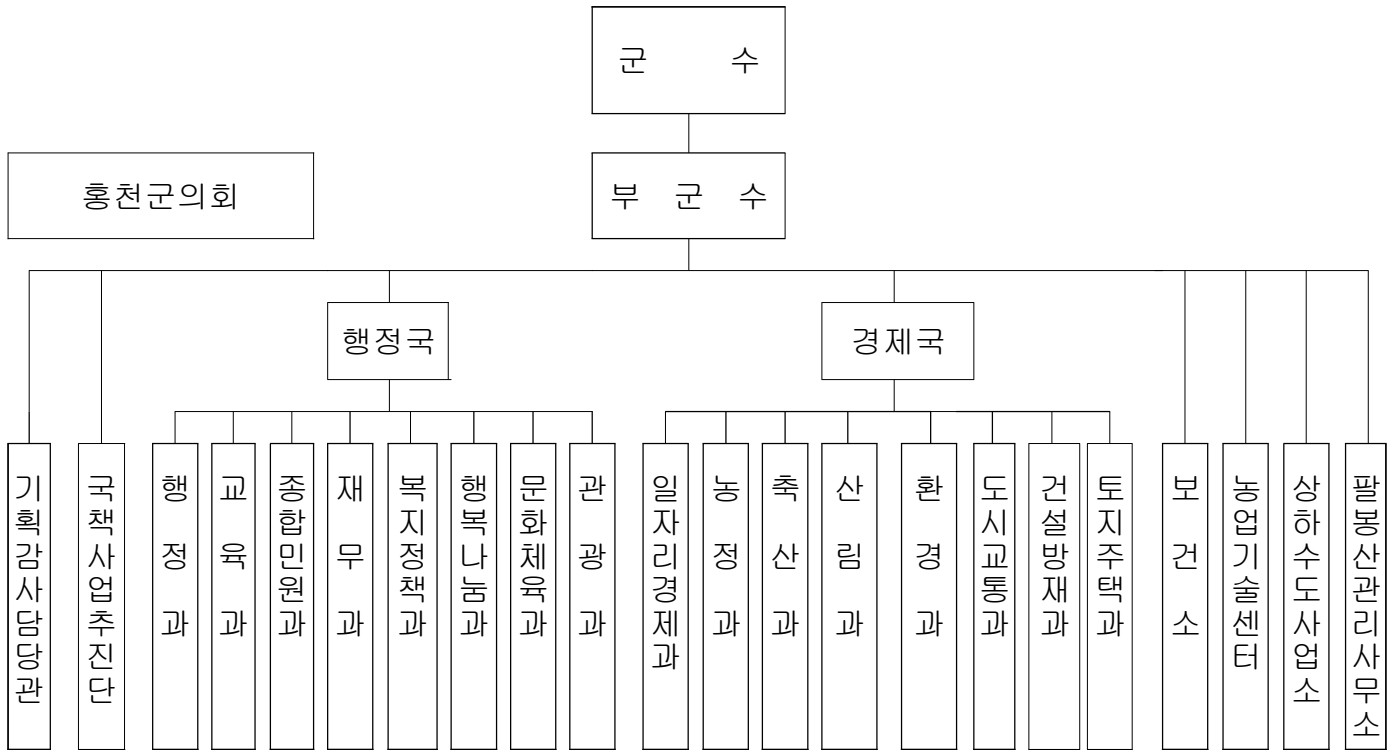 군 수
홍천군의회
부 군 수
행정국
경제국
기획감사담당관
국책사업추진단
행정과
교육과
종합민원과
재무과
복지정책과
행복나눔과
문화체육과
관광과
일자리경제과
농정과
축산과
산림과
환경과
도시교통과
건설방재과
토지주택과
보건소
농업기술센터
상하수도사업소
팔봉산관리사무소